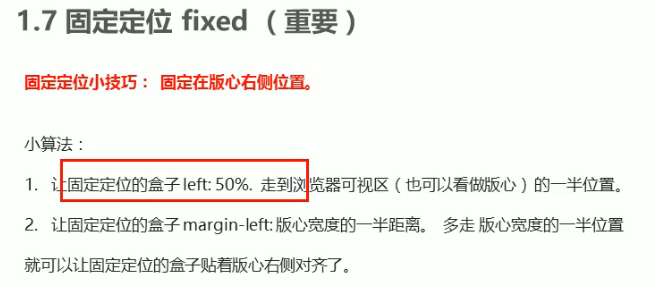 1.7 固定定位 fixed （重要）
固定定位小技巧： 固定在版心右侧位置。
小算法：
1. 让固定定位的盒子 left: 50%. 走到浏览器可视区（也可以看做版心）的一半位置。
2. 让固定定位的盒子 margin-left: 版心宽度的一半距离。 多走 版心宽度的一半位置
就可以让固定定位的盒子贴着版心右侧对齐了。